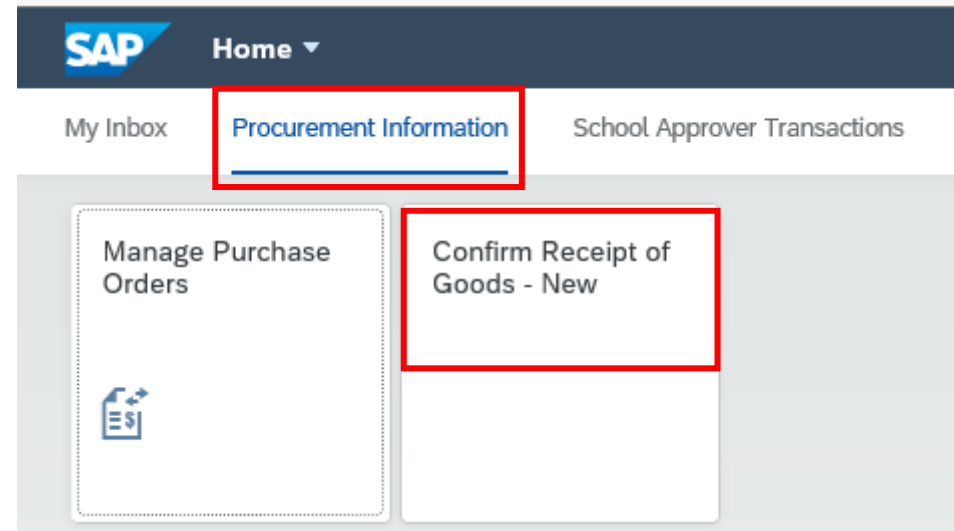 SAP Home
My Inbox Procurement Information School Approver Transactions
Manage Purchase
Orders
Confirm Receipt of
Goods - New
$